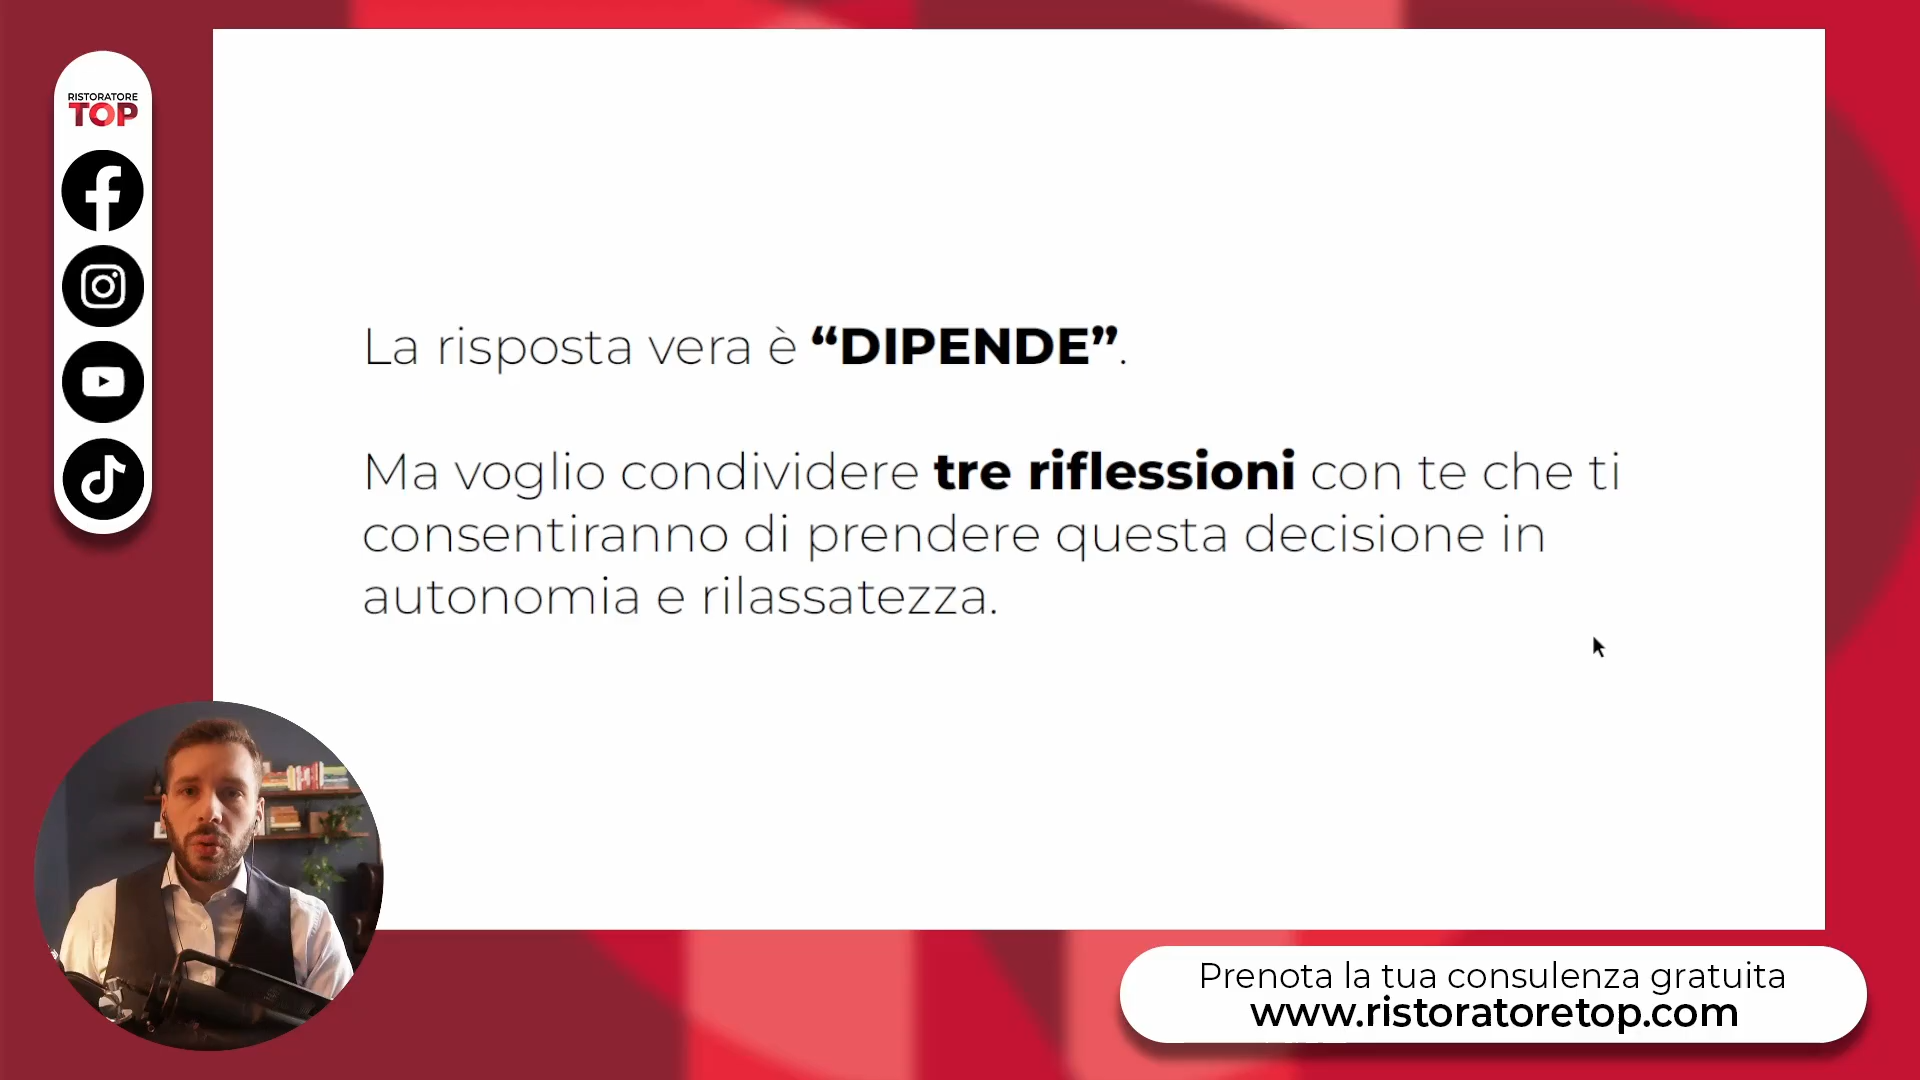 RISTORATORE
TOP
La risposta vera è “DIPENDE”.
Ma voglio condividere tre riflessioni con te che ti
consentiranno di prendere questa decisione in
autonomia e rilassatezza.
Prenota la tua consulenza gratuita
www.ristoratoretop.com